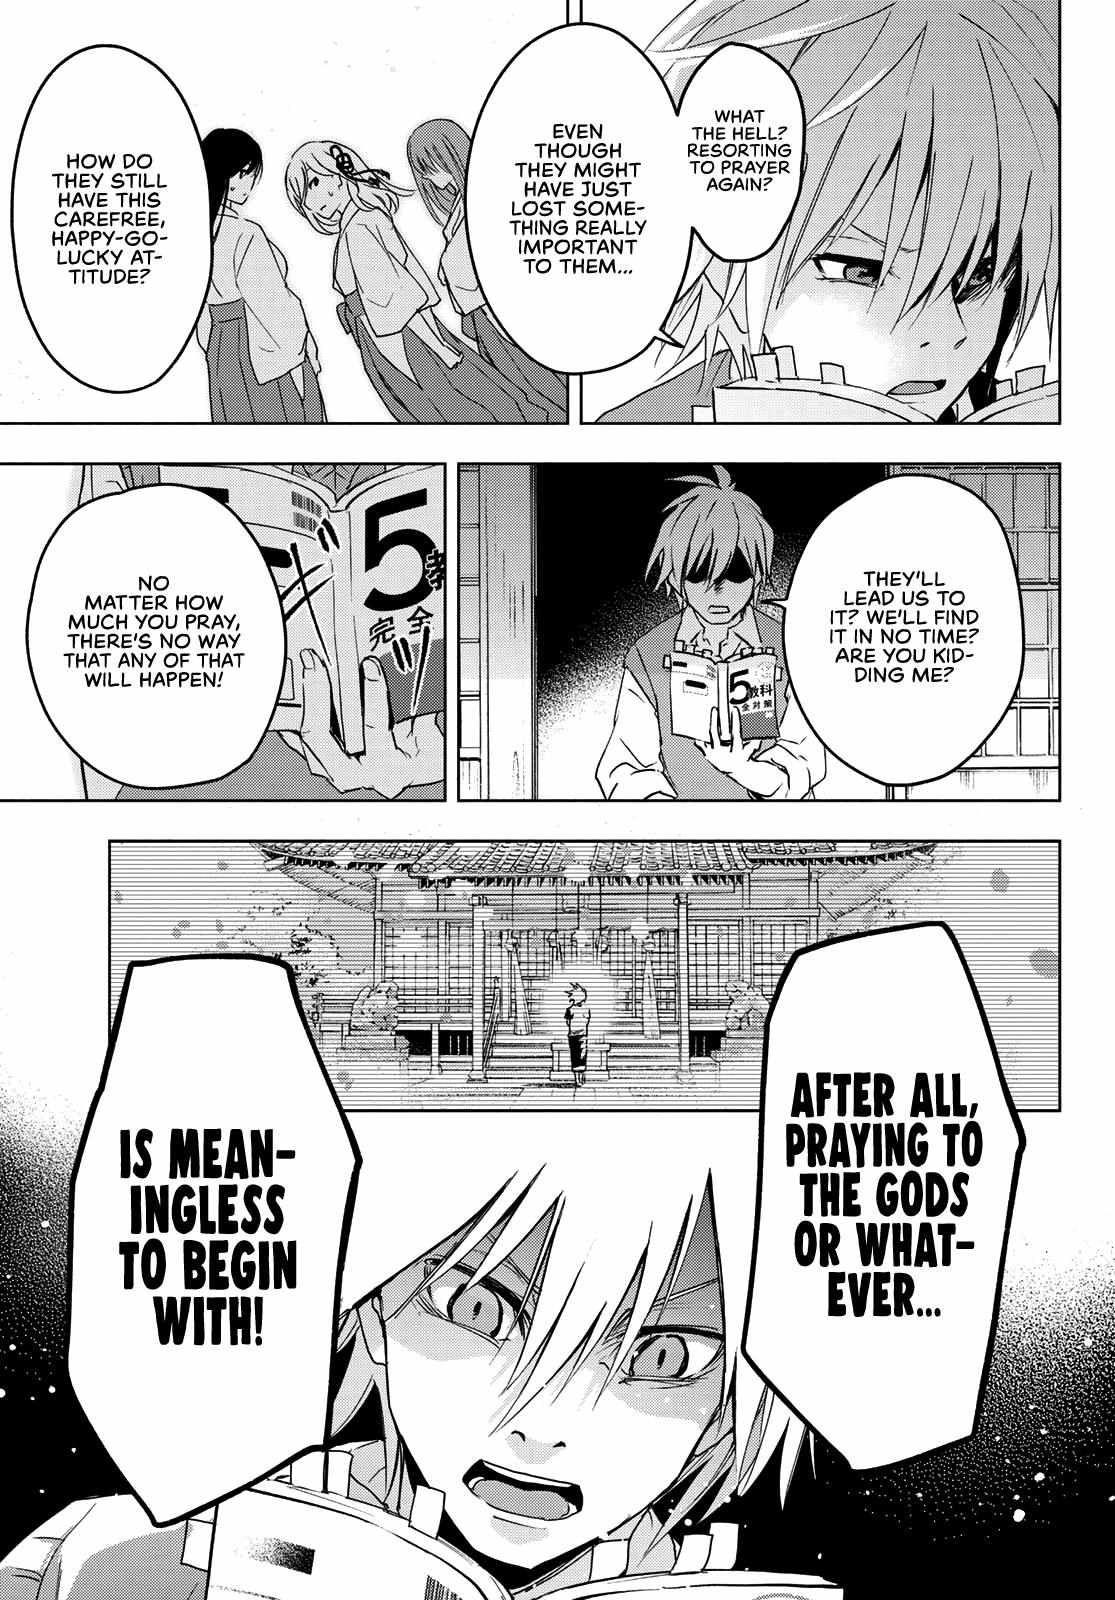 WHAT
THE HELL?
RESORTING
TO PRAYER
AGAIN?
EVEN
THOUGH
THEY MIGHT
HAVE JUST
LOST SOME-
THING REALLY
IMPORTANT
TO THEM...
HOW DO
THEY STILL
HAVE THIS
CAREFREE,
HAPPY-GO-
LUCKY AT-
TITUDE?
THEY'LL
LEAD US TO
IT? WE'LL FIND
IT IN NO TIME?
ARE YOU KID-
DING ME?
5教科
全対策
NO
MATTER HOW
MUCH YOU PRAY,
THERE'S NO WAY
THAT ANY OF THAT
WILL HAPPEN!
5教
完全
AFTER ALL,
PRAYING TO
THE GODS
OR WHAT-
EVER...
IS MEAN-
INGLESS
TO BEGIN
WITH!